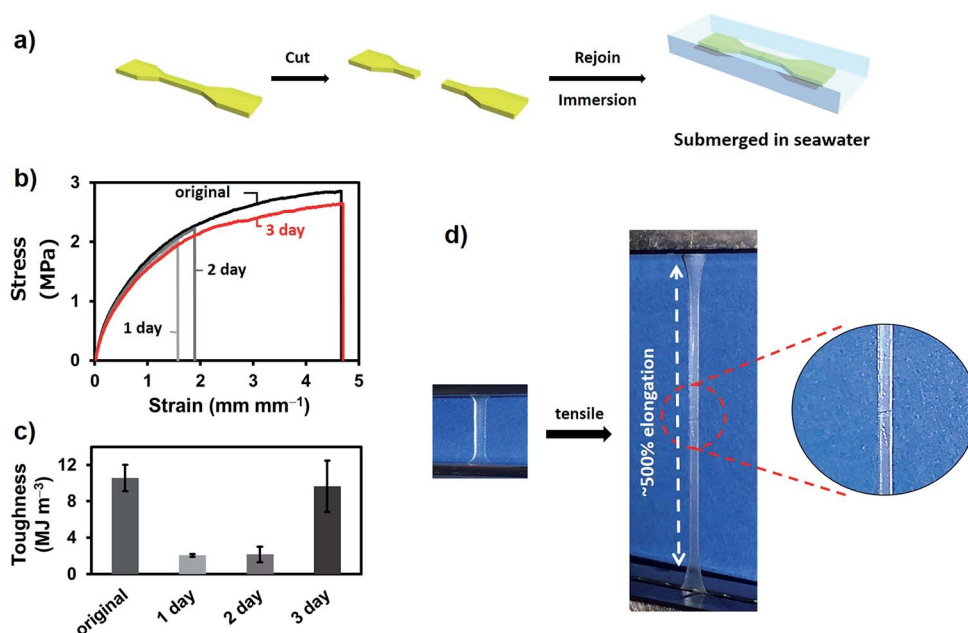 a)
Cut
Rejoin
Immersion
Submerged in seawater
b)
3
2
1
0
Stress
(MPa)
original
3 day
2 day
1 day
0 1 2 3 4 5
Strain (mm mm⁻¹)
c)
12
8
4
0
Toughness
(MJ m⁻³)
original
1 day
2 day
3 day
d)
tensile
~500% elongation